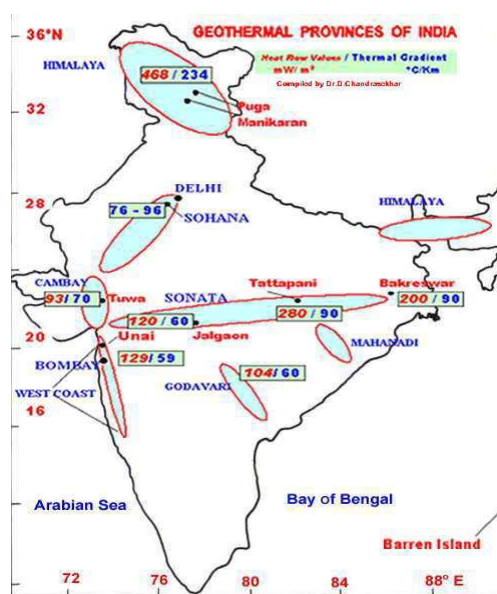 GEOTHERMAL PROVINCES OF INDIA
36°N
Heat Flow Values / Thermal Gradient
mW/ m² °C/Km
Compiled by Dr.D.Chandrasekhar
HIMALAYA
468 / 234
Puga
Manikaran
32
28
DELHI
76 - 96
SOHANA
HIMALAYA
CAMBAY
93/ 70
Tuwa
SONATA
Tattapani
Bakreswar
200 / 90
280 / 90
120 / 60
20
Unai
Jalgaon
MAHANADI
129/ 59
BOMBAY
104/ 60
GODAVARI
WEST COAST
16
Arabian Sea
Bay of Bengal
Barren Island
72
76
80
84
88° E